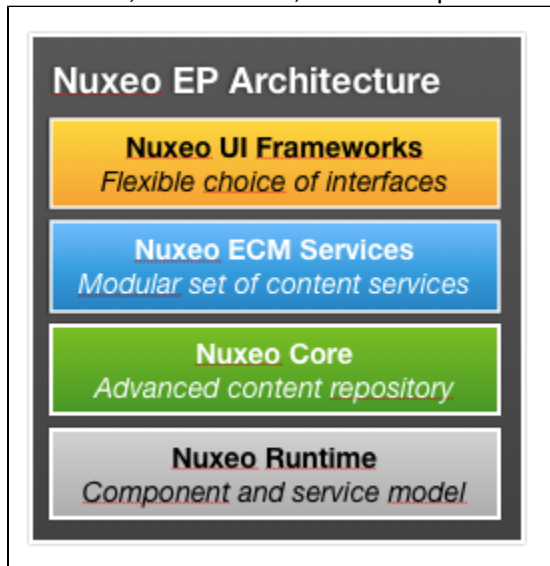 Nuxeo EP Architecture
Nuxeo UI Frameworks
Flexible choice of interfaces
Nuxeo ECM Services
Modular set of content services
Nuxeo Core
Advanced content repository
Nuxeo Runtime
Component and service model